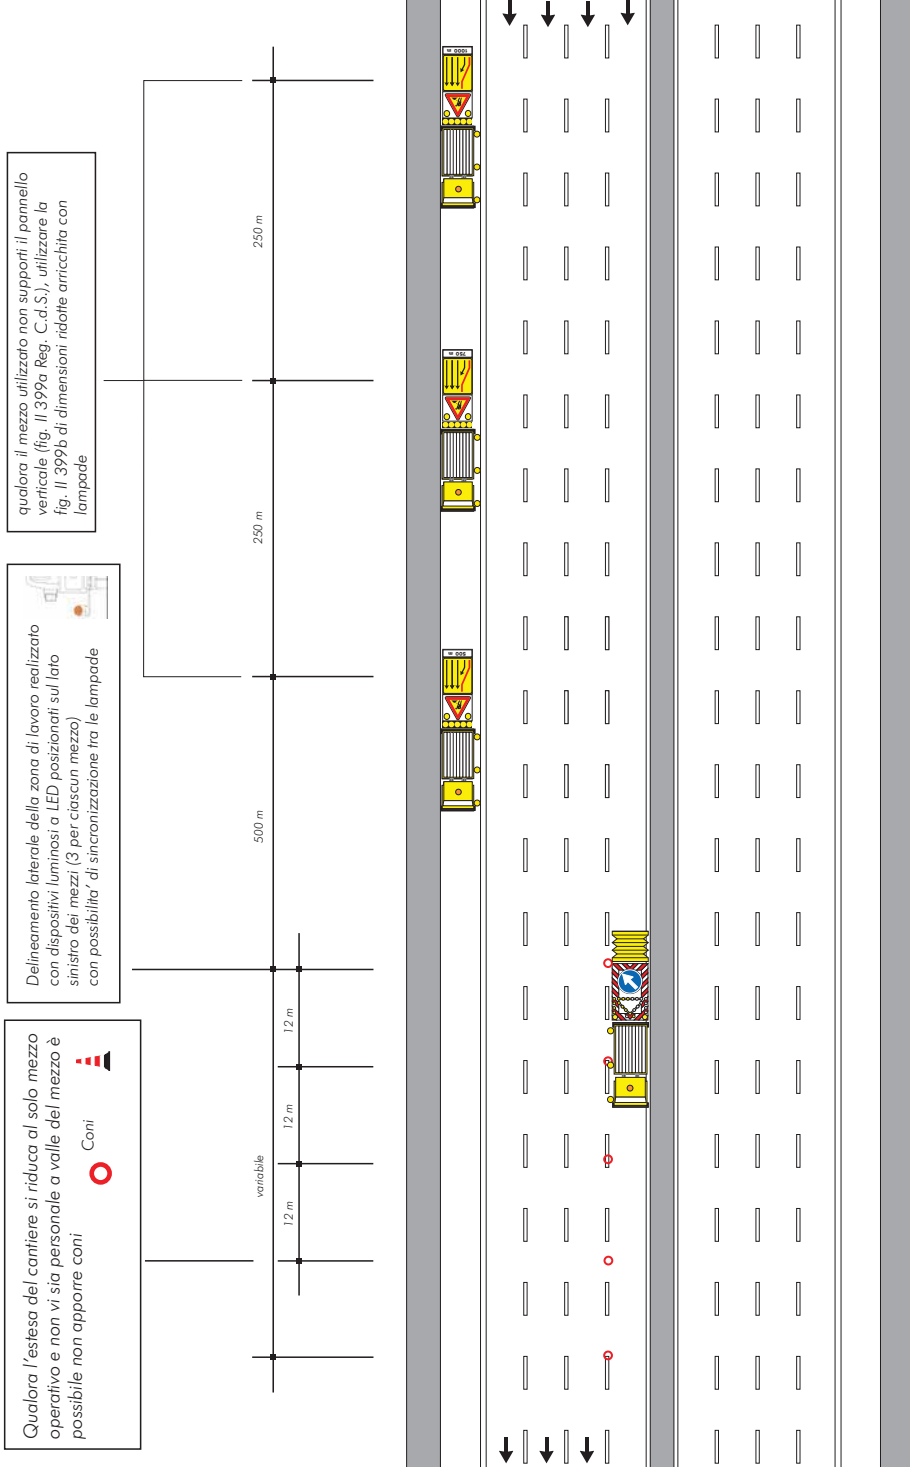 qualora il mezzo utilizzato non supporti il pannello
verticale (fig. II 399a Reg. C.d.S.), utilizzare la
fig. II 399b di dimensioni ridotte arricchita con
lampade
Delineamento laterale della zona di lavoro realizzato
con dispositivi luminosi a LED posizionati sul lato
sinistro dei mezzi (3 per ciascun mezzo)
con possibilita' di sincronizzazione tra le lampade
Qualora l'estesa del cantiere si riduca al solo mezzo
operativo e non vi sia personale a valle del mezzo è
possibile non apporre coni
Coni
250 m
250 m
500 m
12 m
12 m
12 m
variabile
1000 m
750 m
500 m